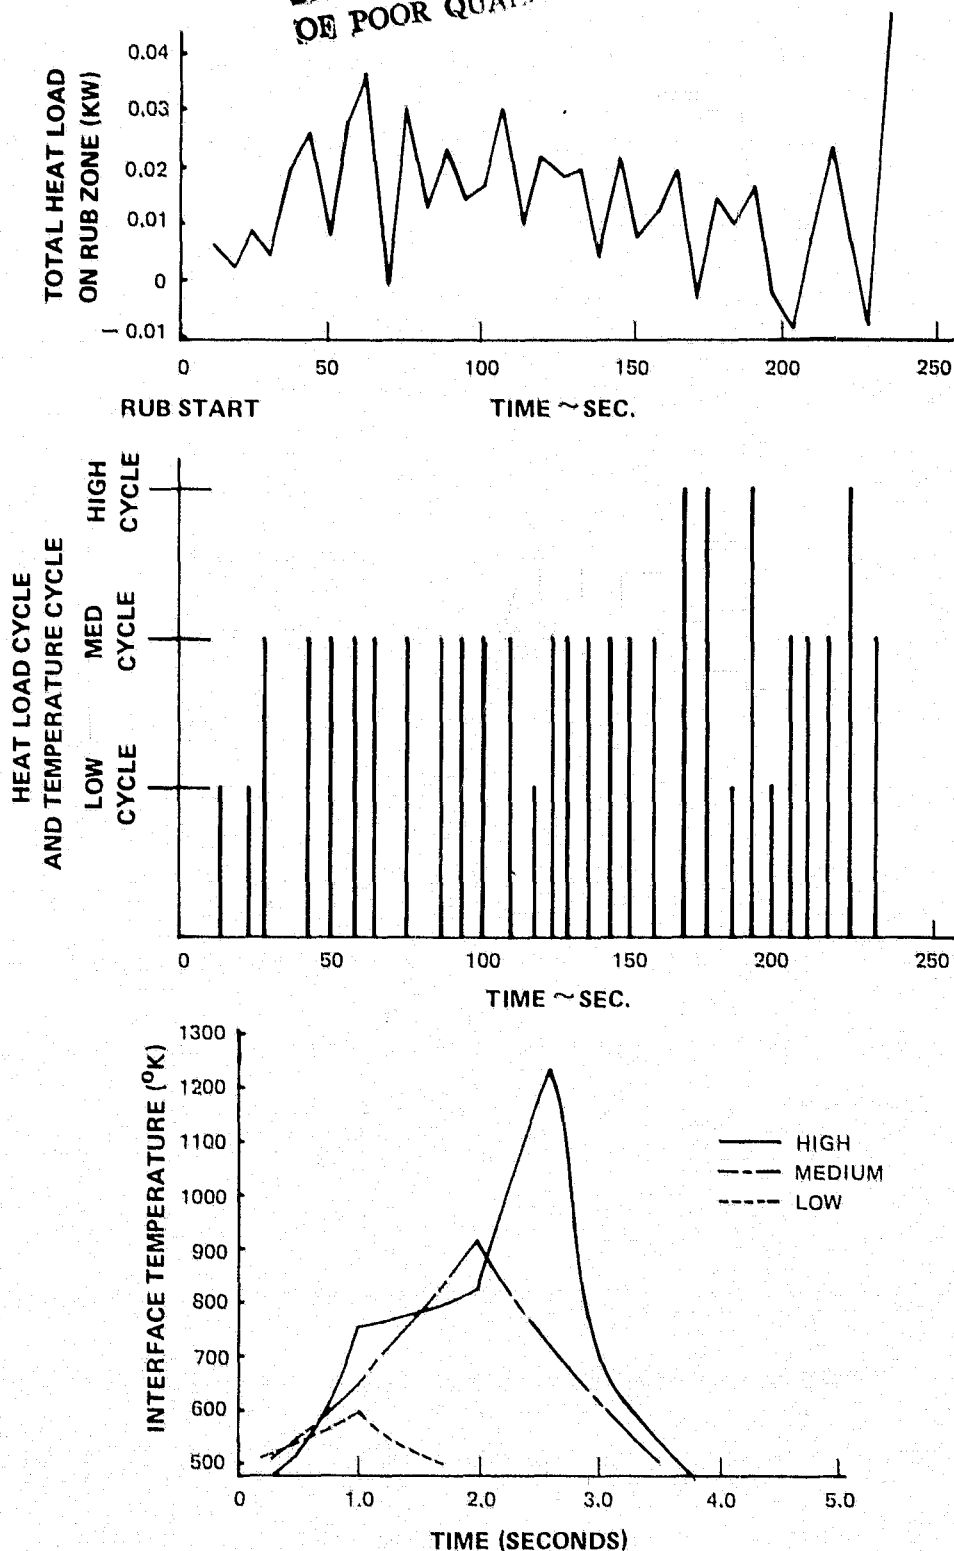 OF POOR
TOTAL HEAT LOAD
ON RUB ZONE (KW)
0.04
0.03
0.02
0.01
0
— 0.01
0 50 100 150 200 250
RUB START TIME ~ SEC.
HEAT LOAD CYCLE
AND TEMPERATURE CYCLE
HIGH
CYCLE
MED
CYCLE
LOW
CYCLE
0 50 100 150 200 250
TIME ~ SEC.
INTERFACE TEMPERATURE (°K)
1300
1200
1100
1000
900
800
700
600
500
HIGH
MEDIUM
LOW
0 1.0 2.0 3.0 4.0 5.0
TIME (SECONDS)